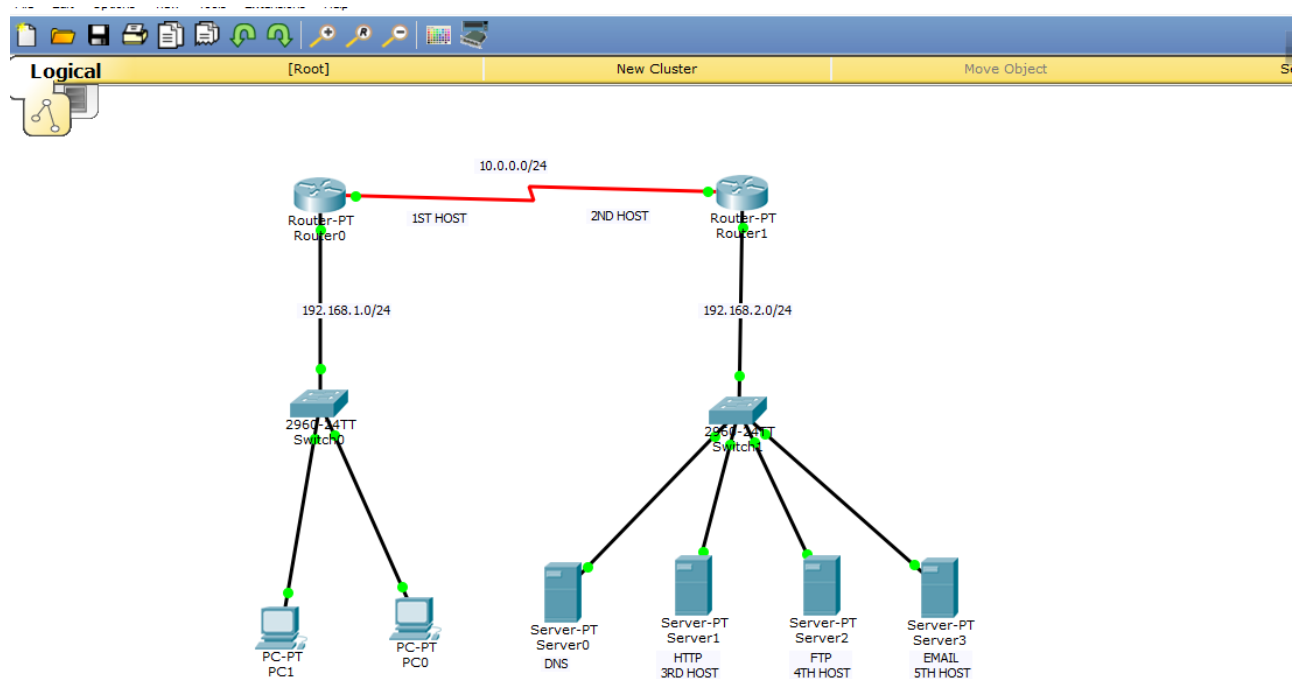 Logical
[Root]
New Cluster
Move Object
10.0.0.0/24
Router-PT
Router0
1ST HOST
2ND HOST
Router-PT
Router1
192.168.1.0/24
192.168.2.0/24
2960-24TT
Switch0
2960-24TT
Switch1
PC-PT
PC1
PC-PT
PC0
Server-PT
Server0
DNS
Server-PT
Server1
HTTP
3RD HOST
Server-PT
Server2
FTP
4TH HOST
Server-PT
Server3
EMAIL
5TH HOST